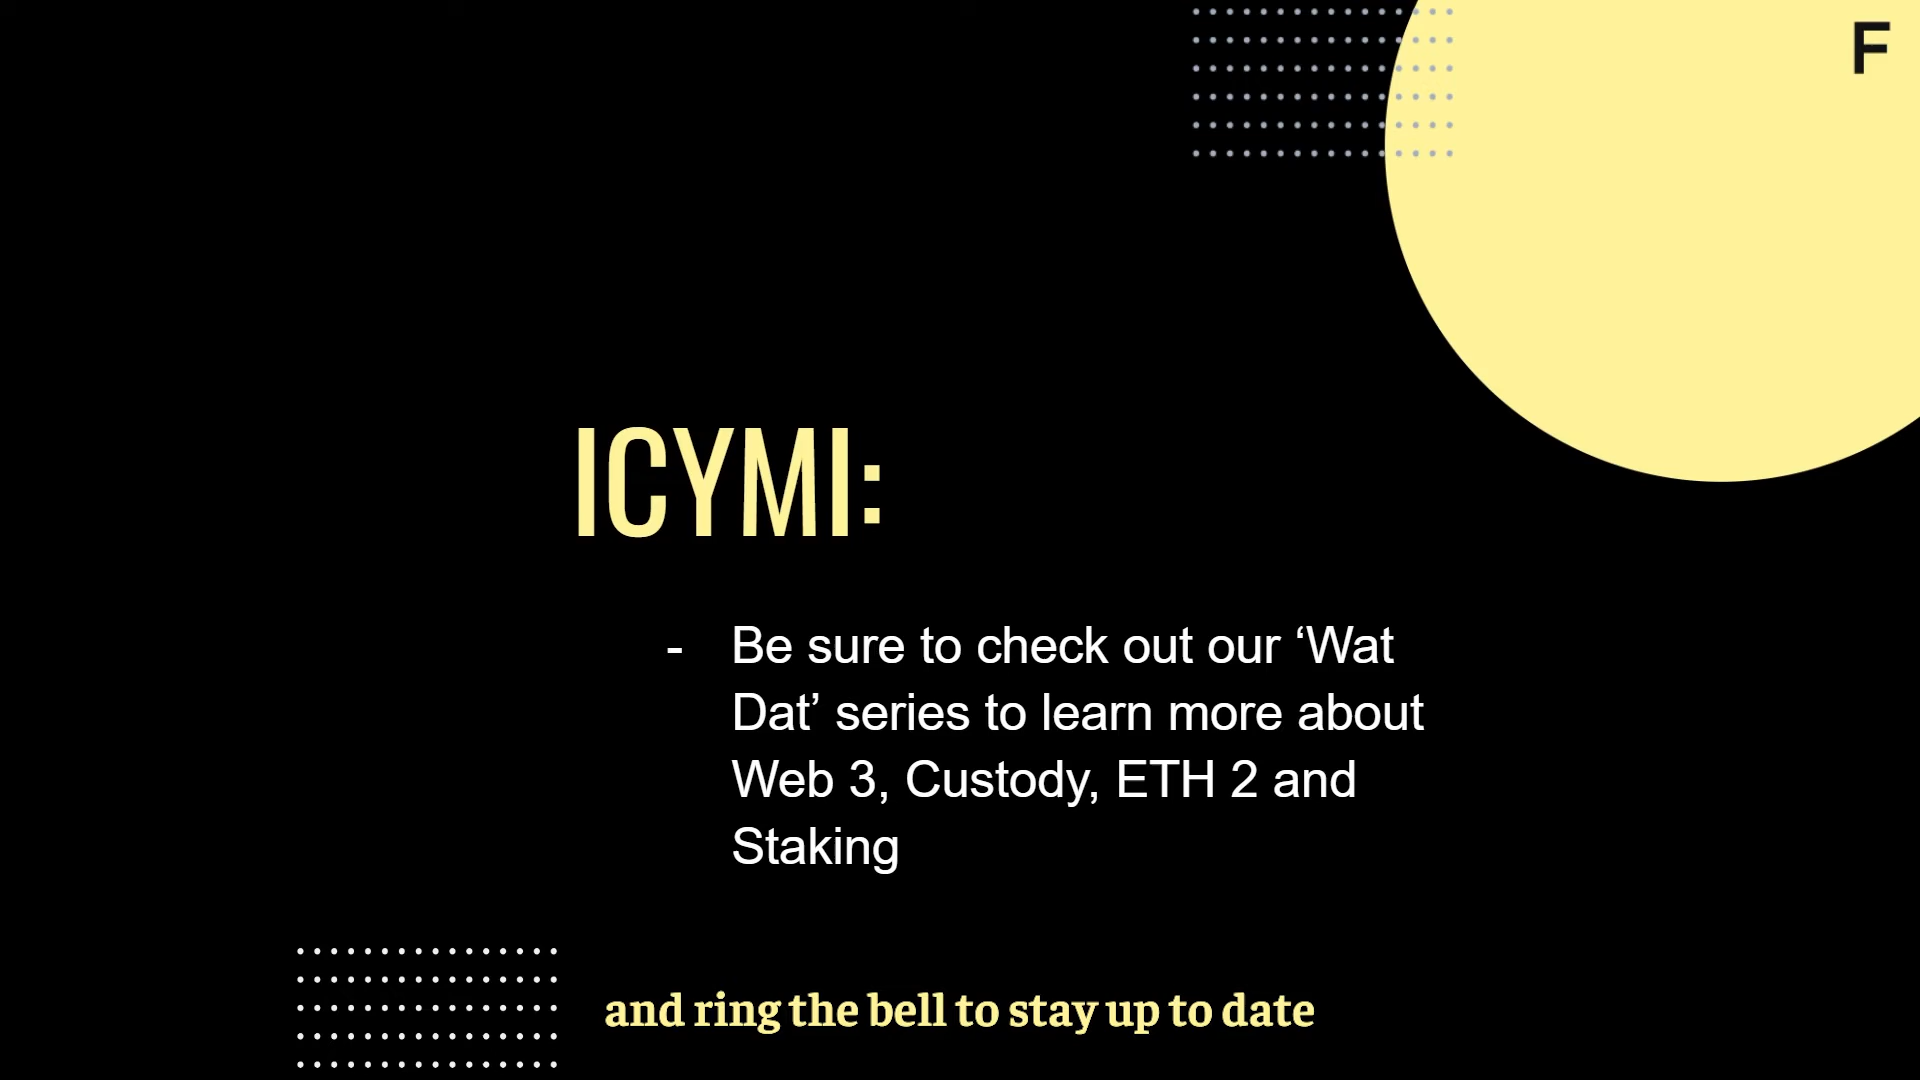 F
ICYMI:
- Be sure to check out our ‘Wat
Dat’ series to learn more about
Web 3, Custody, ETH 2 and
Staking
and ring the bell to stay up to date